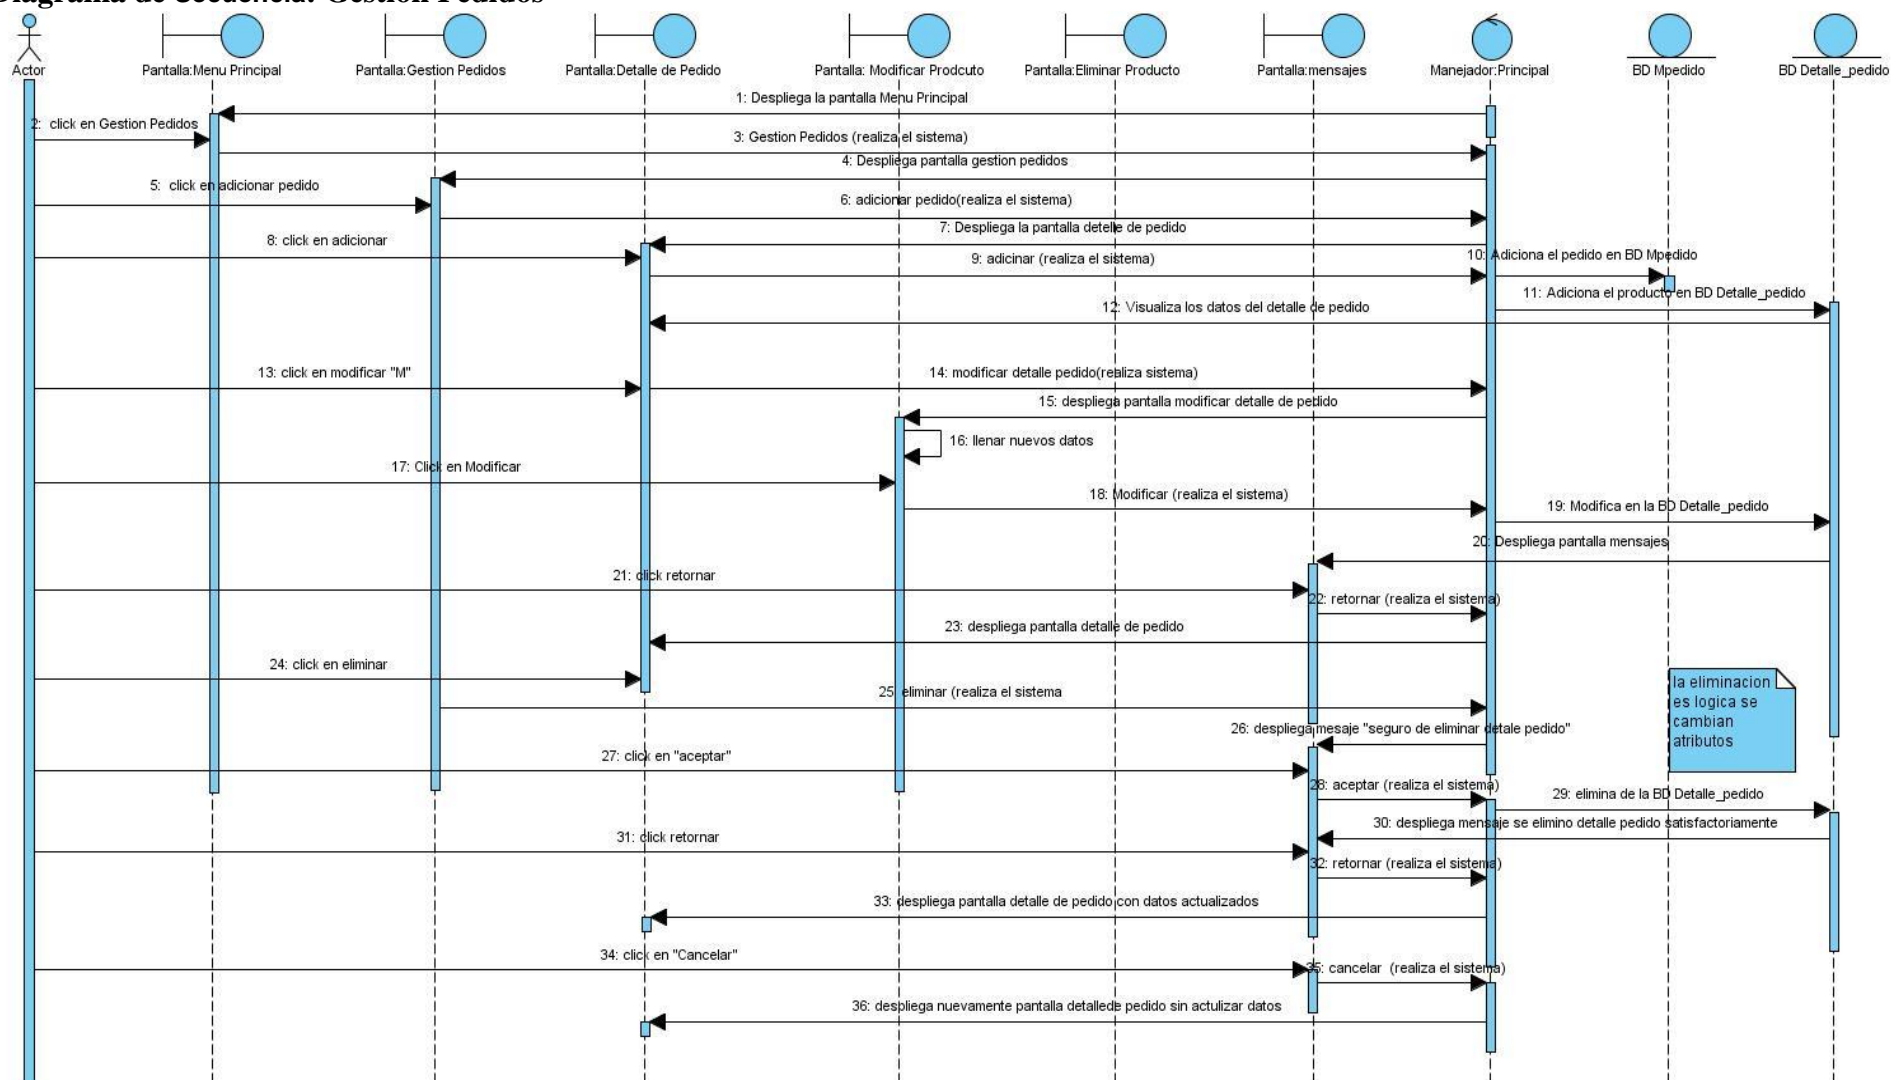 Diagrama de Secuencia: Gestion Pedidos
Actor
Pantalla:Menu Principal
Pantalla:Gestion Pedidos
Pantalla:Detalle de Pedido
Pantalla: Modificar Prodcuto
Pantalla:Eliminar Producto
Pantalla:mensajes
Manejador:Principal
BD Mpedido
BD Detalle_pedido
1: Despliega la pantalla Menu Principal
2: click en Gestion Pedidos
3: Gestion Pedidos (realiza el sistema)
4: Despliega pantalla gestion pedidos
5: click en adicionar pedido
6: adicionar pedido(realiza el sistema)
7: Despliega la pantalla detelle de pedido
8: click en adicionar
9: adicinar (realiza el sistema)
10: Adiciona el pedido en BD Mpedido
11: Adiciona el producto en BD Detalle_pedido
12: Visualiza los datos del detalle de pedido
13: click en modificar "M"
14: modificar detalle pedido(realiza sistema)
15: despliega pantalla modificar detalle de pedido
16: llenar nuevos datos
17: Click en Modificar
18: Modificar (realiza el sistema)
19: Modifica en la BD Detalle_pedido
20: Despliega pantalla mensajes
21: click retornar
22: retornar (realiza el sistema)
23: despliega pantalla detalle de pedido
24: click en eliminar
25: eliminar (realiza el sistema
la eliminacion
es logica se
cambian
atributos
26: despliega mesaje "seguro de eliminar detale pedido"
27: click en "aceptar"
28: aceptar (realiza el sistema)
29: elimina de la BD Detalle_pedido
30: despliega mensaje se elimino detalle pedido satisfactoriamente
31: click retornar
32: retornar (realiza el sistema)
33: despliega pantalla detalle de pedido con datos actualizados
34: click en "Cancelar"
35: cancelar (realiza el sistema)
36: despliega nuevamente pantalla detallede pedido sin actulizar datos